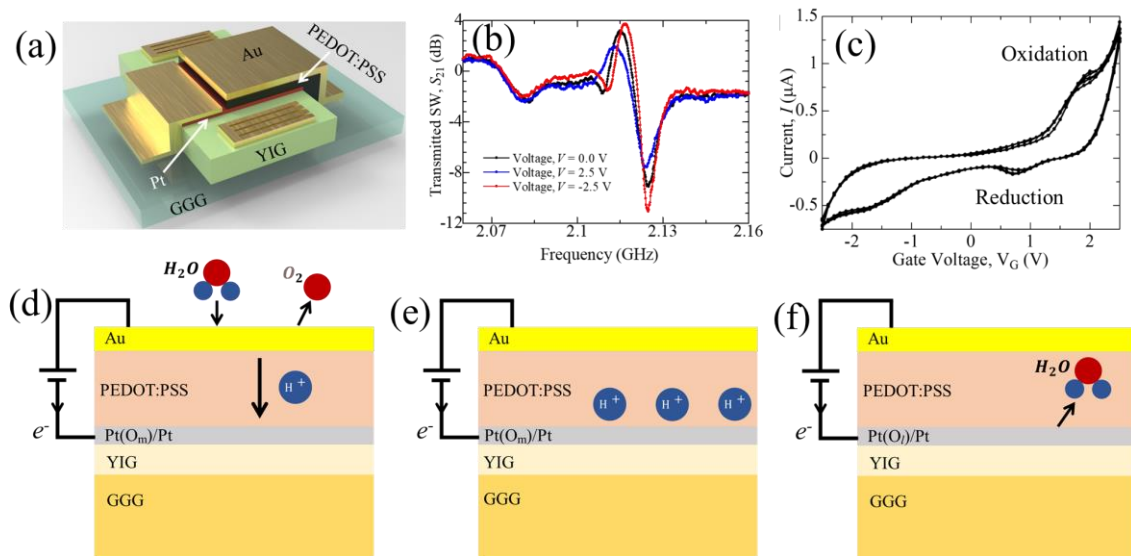 (a)
Au
PEDOT:PSS
YIG
Pt
GGG
(b)
Transmitted SW, S₂₁ (dB)
4
0
-4
-8
-12
Voltage, V = 0.0 V
Voltage, V = 2.5 V
Voltage, V = -2.5 V
2.07
2.10
2.13
2.16
Frequency (GHz)
(c)
Current, I (μA)
1.5
1
0.5
0
-0.5
Oxidation
Reduction
-2
-1
0
1
2
Gate Voltage, V_G (V)
(d)
H₂O
O₂
Au
PEDOT:PSS
H⁺
e⁻
Pt(Oₘ)/Pt
YIG
GGG
(e)
Au
PEDOT:PSS
H⁺ H⁺ H⁺
e⁻
Pt(Oₘ)/Pt
YIG
GGG
(f)
Au
H₂O
PEDOT:PSS
e⁻
Pt(Oₗ)/Pt
YIG
GGG